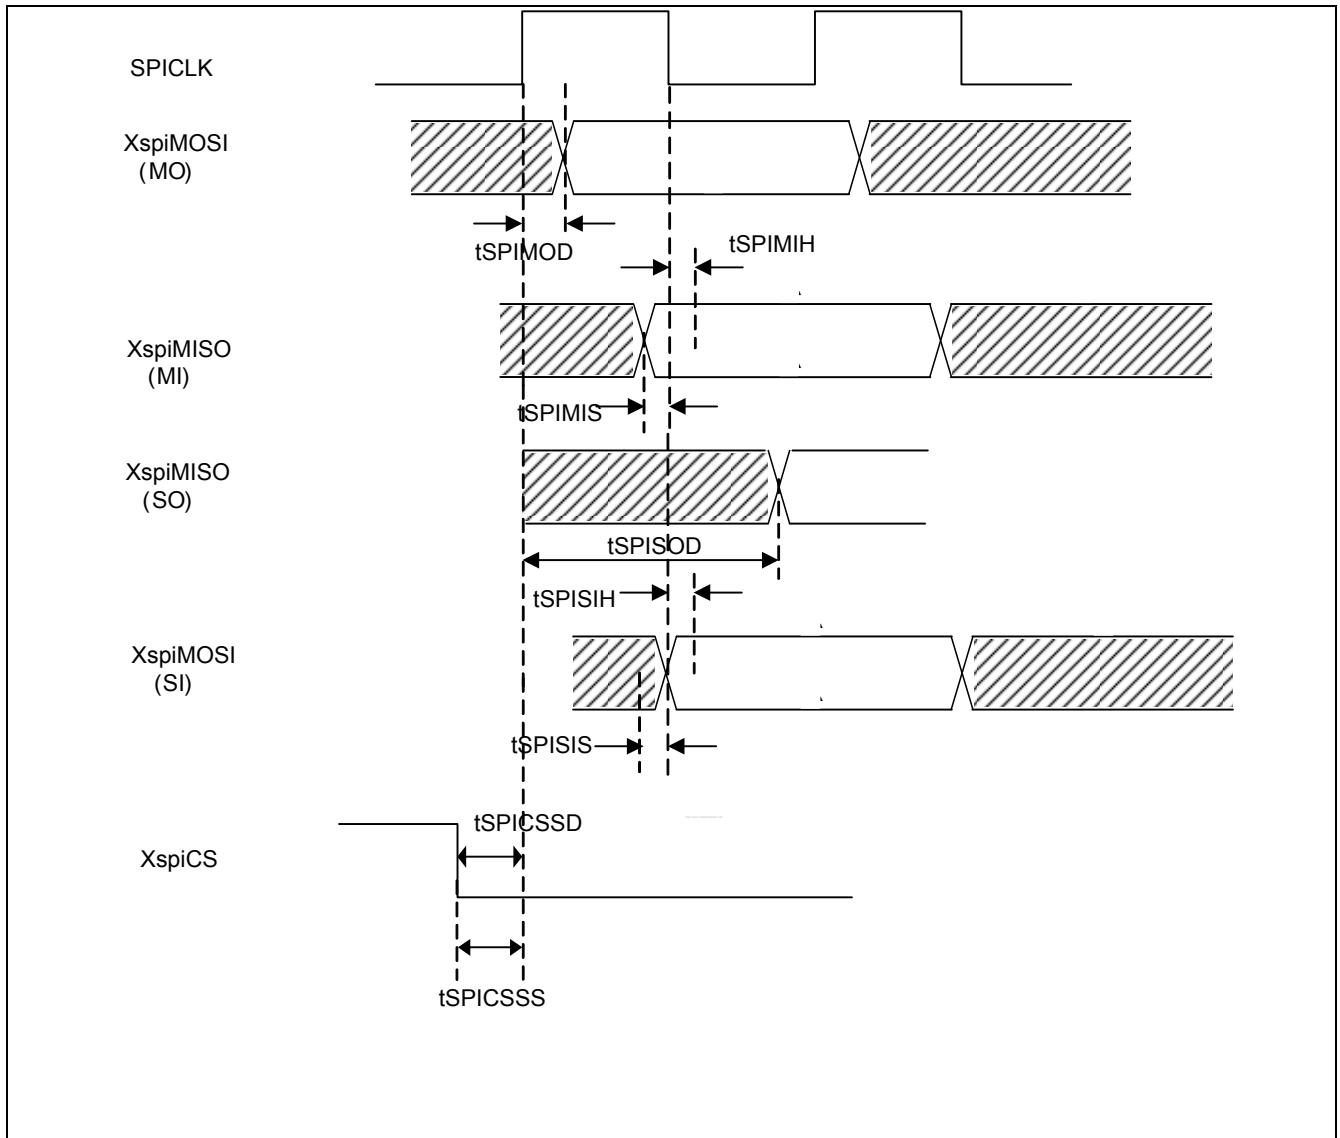 SPICLK
XspiMOSI
(MO)
tSPIMOD
tSPIMIH
XspiMISO
(MI)
tSPIMIS
XspiMISO
(SO)
tSPISOD
tSPISIH
XspiMOSI
(SI)
tSPISIS
tSPICSSD
XspiCS
tSPICSSS